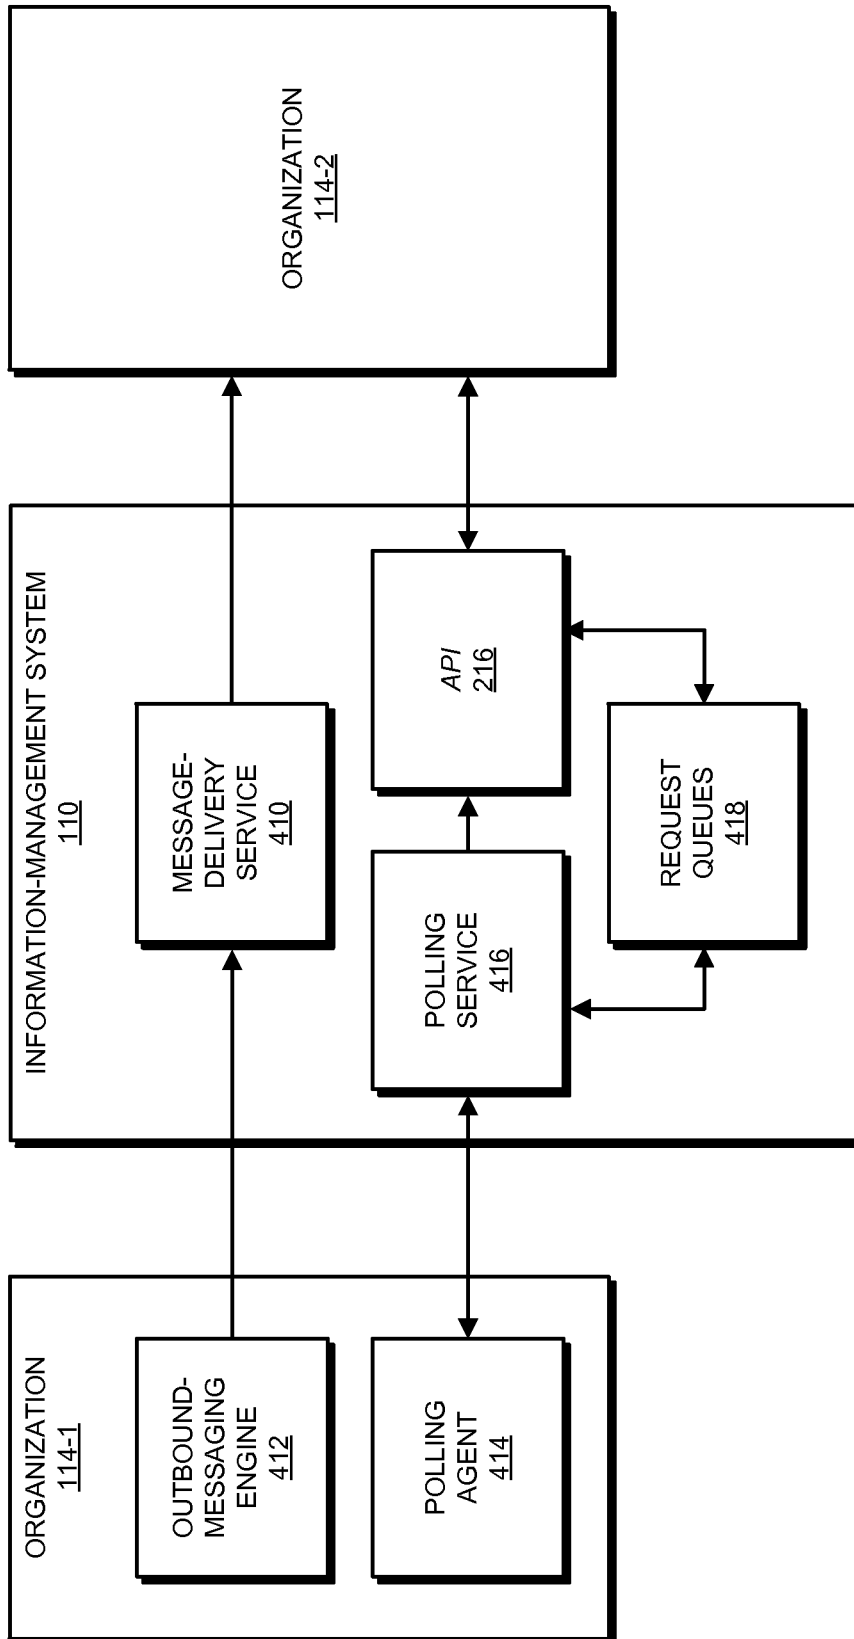 ORGANIZATION
114-1
OUTBOUND-
MESSAGING
ENGINE
412
POLLING
AGENT
414
INFORMATION-MANAGEMENT SYSTEM
110
MESSAGE-
DELIVERY
SERVICE
410
POLLING
SERVICE
416
API
216
REQUEST
QUEUES
418
ORGANIZATION
114-2